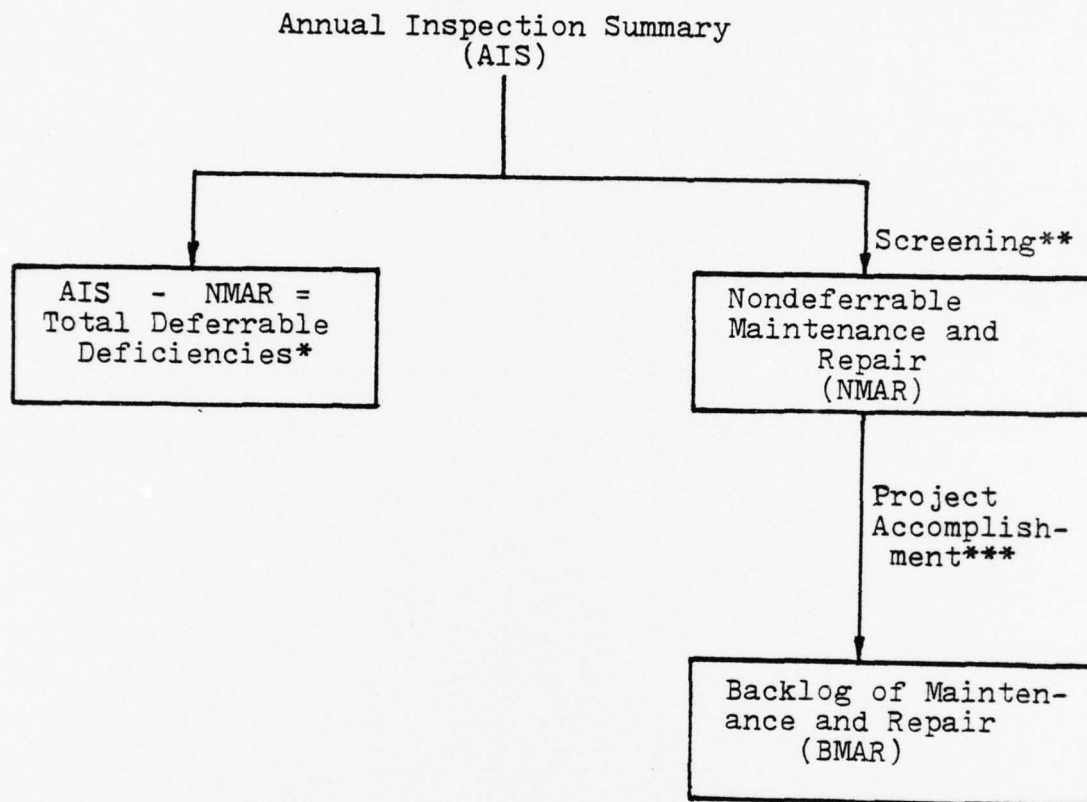 Annual Inspection Summary
(AIS)
Screening**
AIS - NMAR =
Total Deferrable
Deficiencies*
Nondeferrable
Maintenance and
Repair
(NMAR)
Project
Accomplish-
ment***
Backlog of Mainten-
ance and Repair
(BMAR)